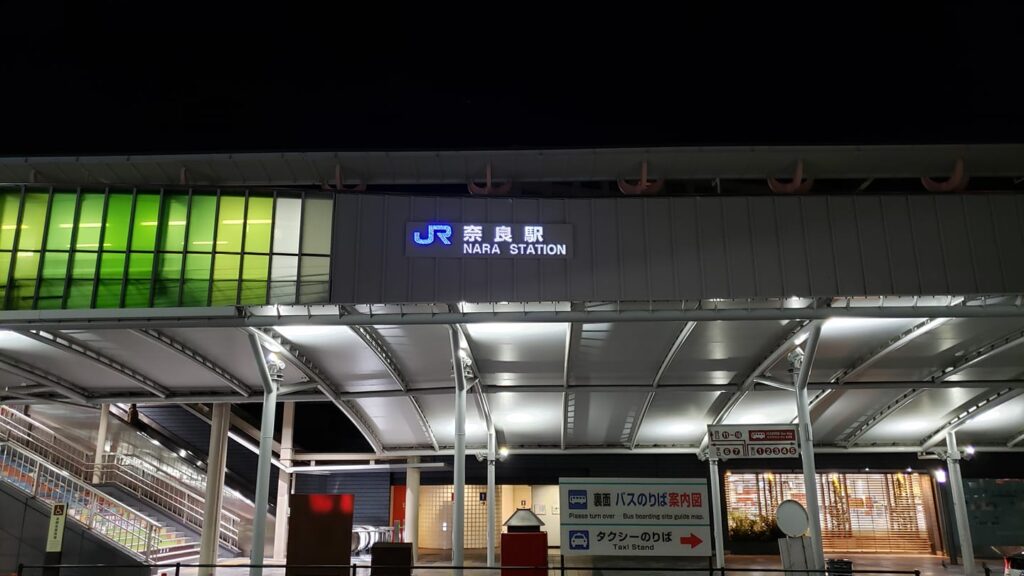 JR 奈良駅
NARA STATION
裏面 バスのりば案内図
Please turn over Bus boarding site guide map.
タクシーのりば
Taxi Stand